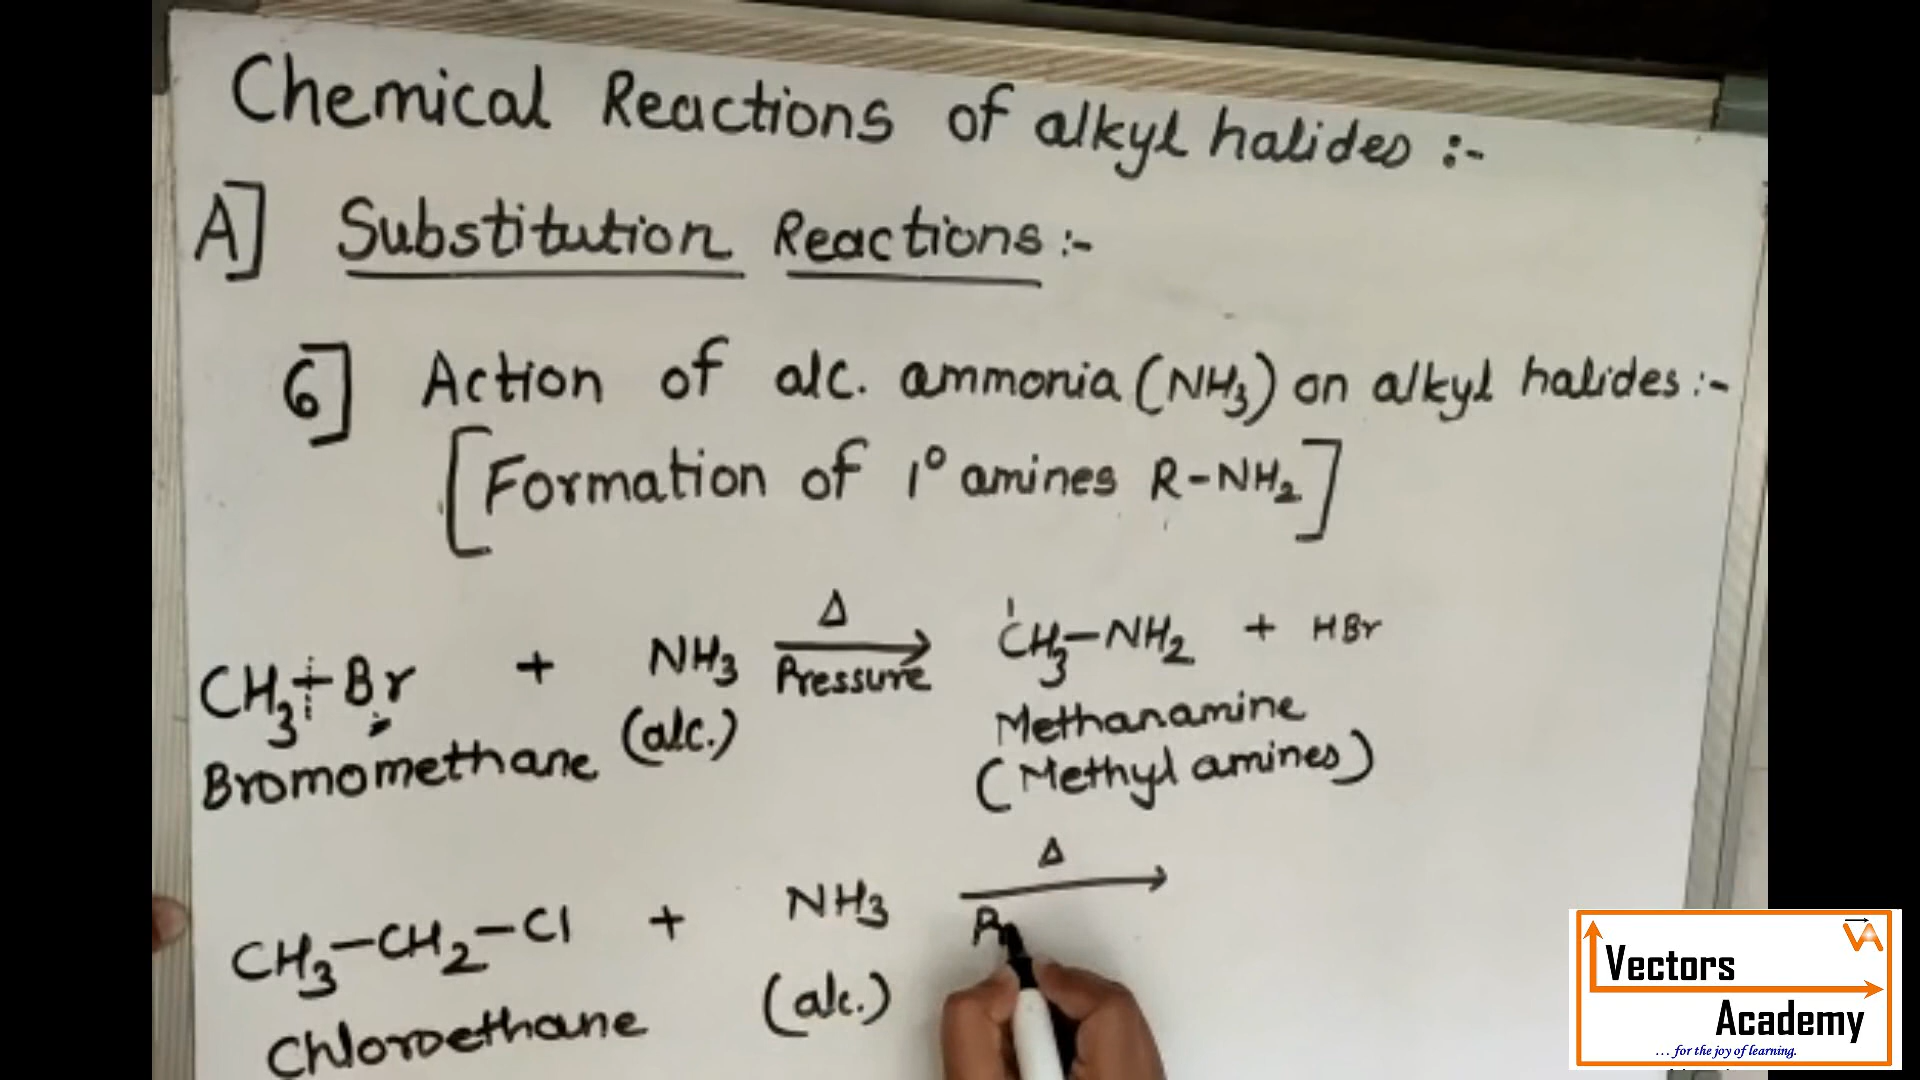 Chemical Reactions of alkyl halides :-
A] Substitution Reactions :-
6] Action of alc. ammonia (NH3) on alkyl halides :-
[Formation of 1° amines R-NH2]
Δ
CH3-Br + NH3 → CH3-NH2 + HBr
Pressure
Bromomethane (alc.) Methanamine
(Methyl amines)
Δ
CH3-CH2-Cl + NH3 →
Chloroethane (alc.)
VA
Vectors
Academy
... for the joy of learning.